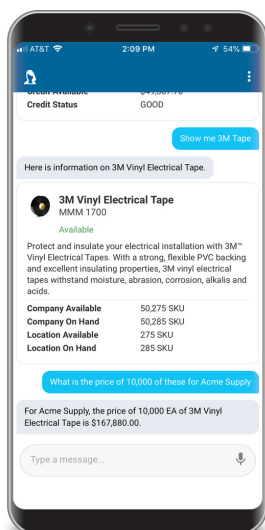 AT&T 2:09 PM 54%
Credit Available $49,587.70
Credit Status GOOD
Show me 3M Tape
Here is information on 3M Vinyl Electrical Tape.
3M Vinyl Electrical Tape
MMM 1700
Available
Protect and insulate your electrical installation with 3M™
Vinyl Electrical Tapes. With a strong, flexible PVC backing
and excellent insulating properties, 3M vinyl electrical
tapes withstand moisture, abrasion, corrosion, alkalis and
acids.
Company Available 50,275 SKU
Company On Hand 50,285 SKU
Location Available 275 SKU
Location On Hand 285 SKU
What is the price of 10,000 of these for Acme Supply
For Acme Supply, the price of 10,000 EA of 3M Vinyl
Electrical Tape is $167,880.00.
Type a message...